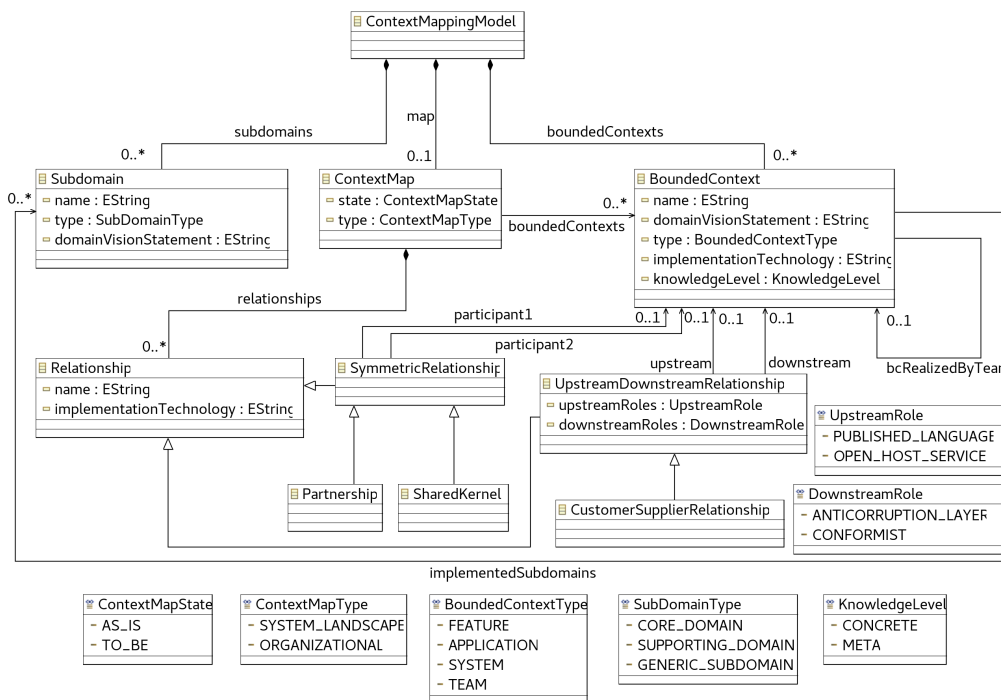 ContextMappingModel
subdomains
map
boundedContexts
0..*
0..1
0..*
Subdomain
name : EString
type : SubDomainType
domainVisionStatement : EString
0..*
ContextMap
state : ContextMapState
type : ContextMapType
0..*
boundedContexts
BoundedContext
name : EString
domainVisionStatement : EString
type : BoundedContextType
implementationTechnology : EString
knowledgeLevel : KnowledgeLevel
relationships
0..*
participant1
participant2
0..1
0..1
0..1
0..1
0..1
upstream
downstream
bcRealizedByTeam
Relationship
name : EString
implementationTechnology : EString
SymmetricRelationship
UpstreamDownstreamRelationship
upstreamRoles : UpstreamRole
downstreamRoles : DownstreamRole
UpstreamRole
PUBLISHED_LANGUAGE
OPEN_HOST_SERVICE
Partnership
SharedKernel
CustomerSupplierRelationship
DownstreamRole
ANTICORRUPTION_LAYER
CONFORMIST
implementedSubdomains
ContextMapState
AS_IS
TO_BE
ContextMapType
SYSTEM_LANDSCAPE
ORGANIZATIONAL
BoundedContextType
FEATURE
APPLICATION
SYSTEM
TEAM
SubDomainType
CORE_DOMAIN
SUPPORTING_DOMAIN
GENERIC_SUBDOMAIN
KnowledgeLevel
CONCRETE
META